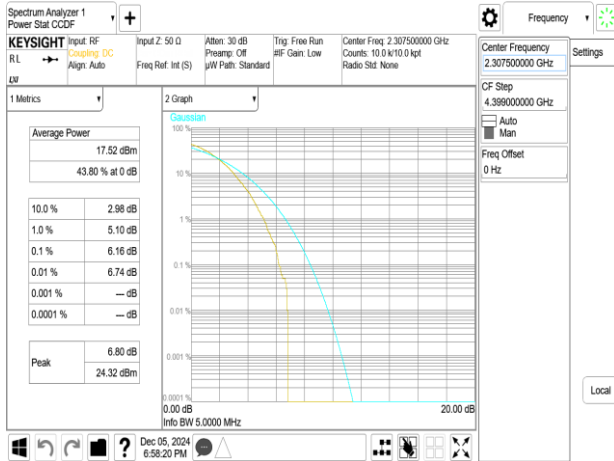 Spectrum Analyzer 1
Power Stat CCDF
Frequency
KEYSIGHT
RL
LXI
Input: RF
Coupling: DC
Align: Auto
Input Z: 50 Ω
Freq Ref: Int (S)
Atten: 30 dB
Preamp: Off
µW Path: Standard
Trig: Free Run
#IF Gain: Low
Center Freq: 2.307500000 GHz
Counts: 10.0 k/10.0 kpt
Radio Std: None
Center Frequency
2.307500000 GHz
Settings
CF Step
4.399000000 GHz
Auto
Man
Freq Offset
0 Hz
1 Metrics
Average Power
17.52 dBm
43.80 % at 0 dB
10.0 % 2.98 dB
1.0 % 5.10 dB
0.1 % 6.16 dB
0.01 % 6.74 dB
0.001 % --- dB
0.0001 % --- dB
Peak
6.80 dB
24.32 dBm
2 Graph
Gaussian
100 %
10 %
1 %
0.1 %
0.01 %
0.001 %
0.0001 %
0.00 dB 20.00 dB
Info BW 5.0000 MHz
Local
? Dec 05, 2024
6:58:20 PM